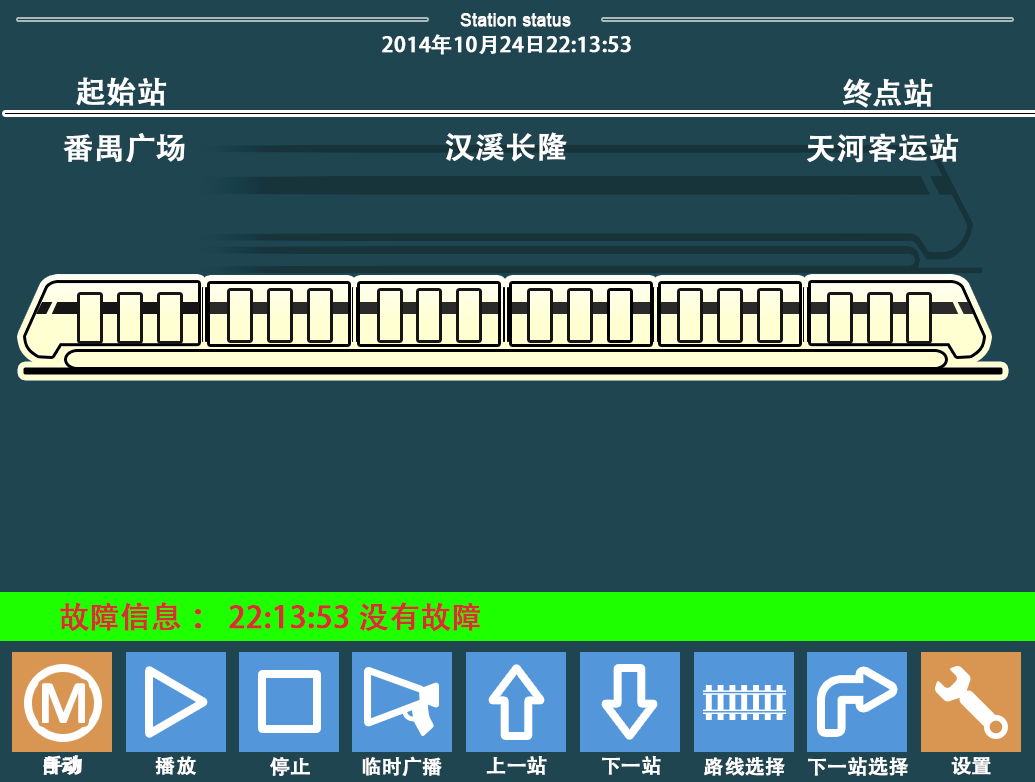 Station status
2014年10月24日22:13:53
起始站 终点站
番禺广场 汉溪长隆 天河客运站
故障信息 ： 22:13:53 没有故障
M
播放 停止 临时广播 上一站 下一站 路线选择 下一站选择 设置